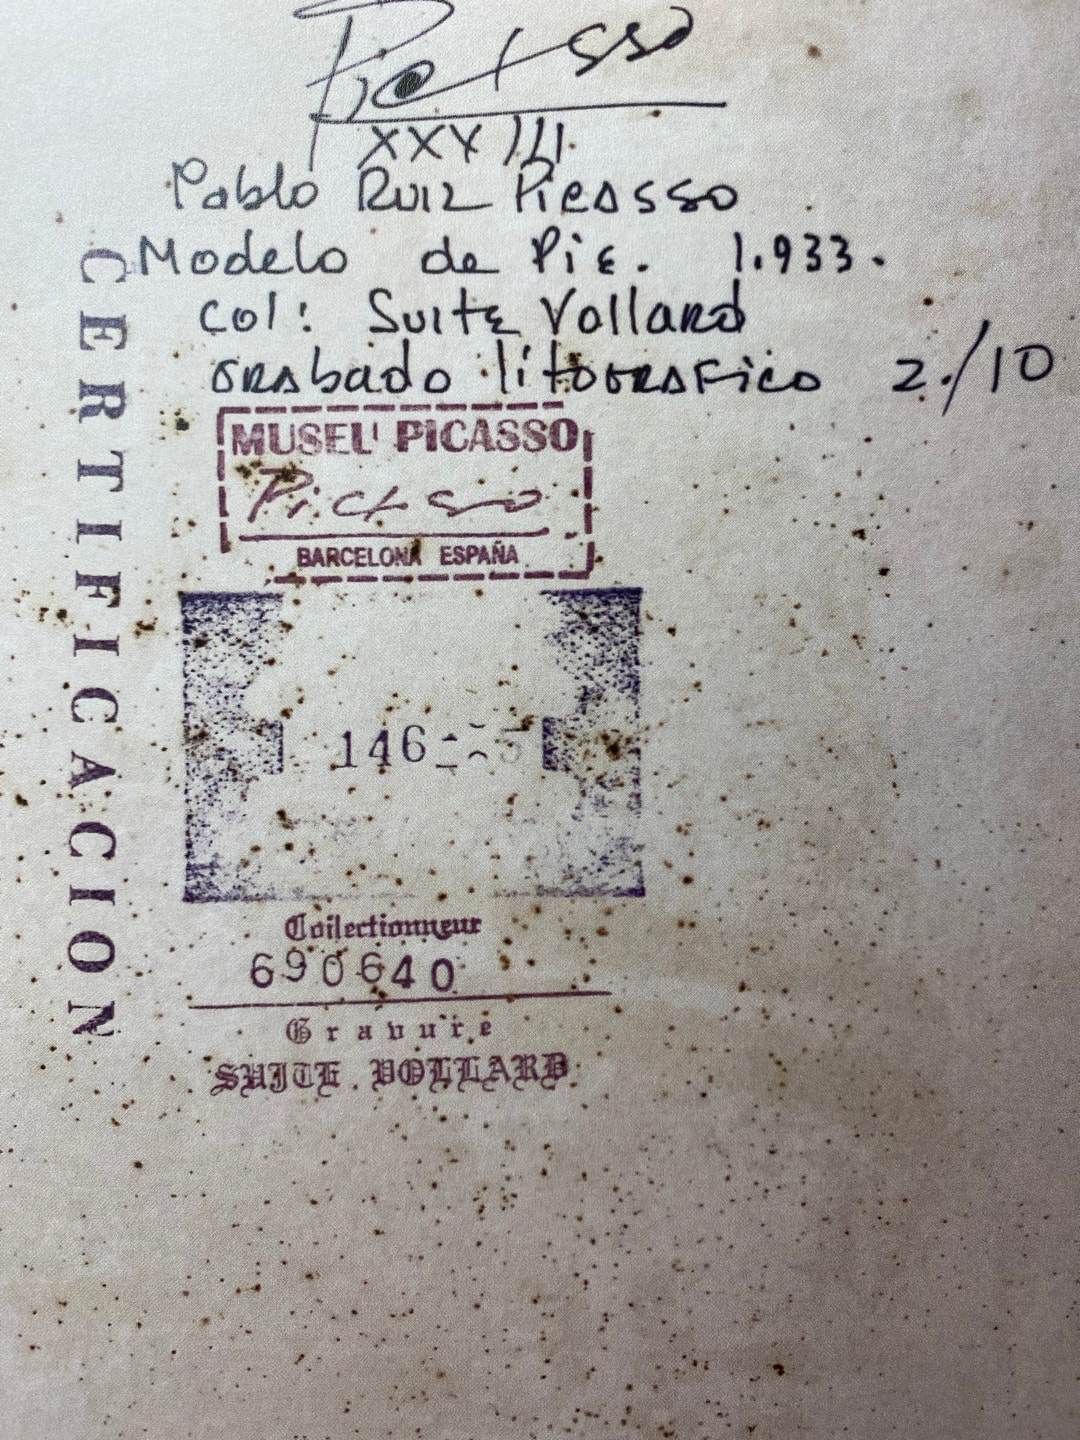 Picasso
XXXIII
Pablo Ruiz Picasso
Modelo de Pie. 1.933.
col: Suite Vollard
grabado litografico 2./10
CERTIFICACION
MUSEU PICASSO
Picasso
BARCELONA ESPAÑA
146
Collectionneur
690640
Gravure
SUITE VOLLARD